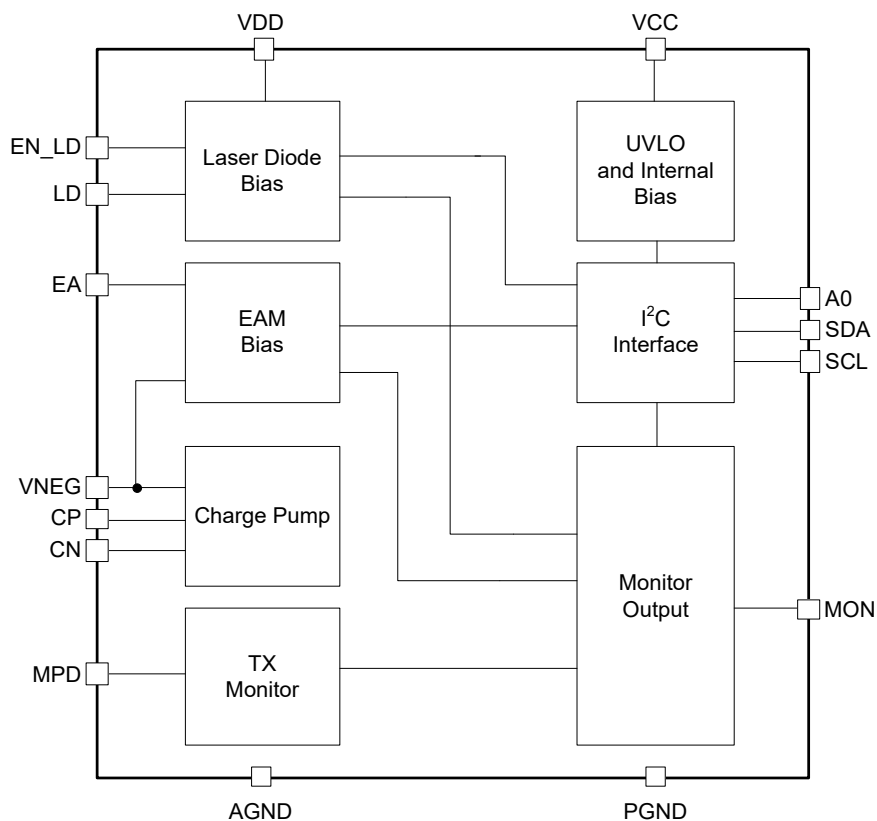 VDD
VCC
EN_LD
LD
Laser Diode
Bias
UVLO
and Internal
Bias
EA
EAM
Bias
I²C
Interface
A0
SDA
SCL
VNEG
CP
CN
Charge Pump
Monitor
Output
MON
MPD
TX
Monitor
AGND
PGND